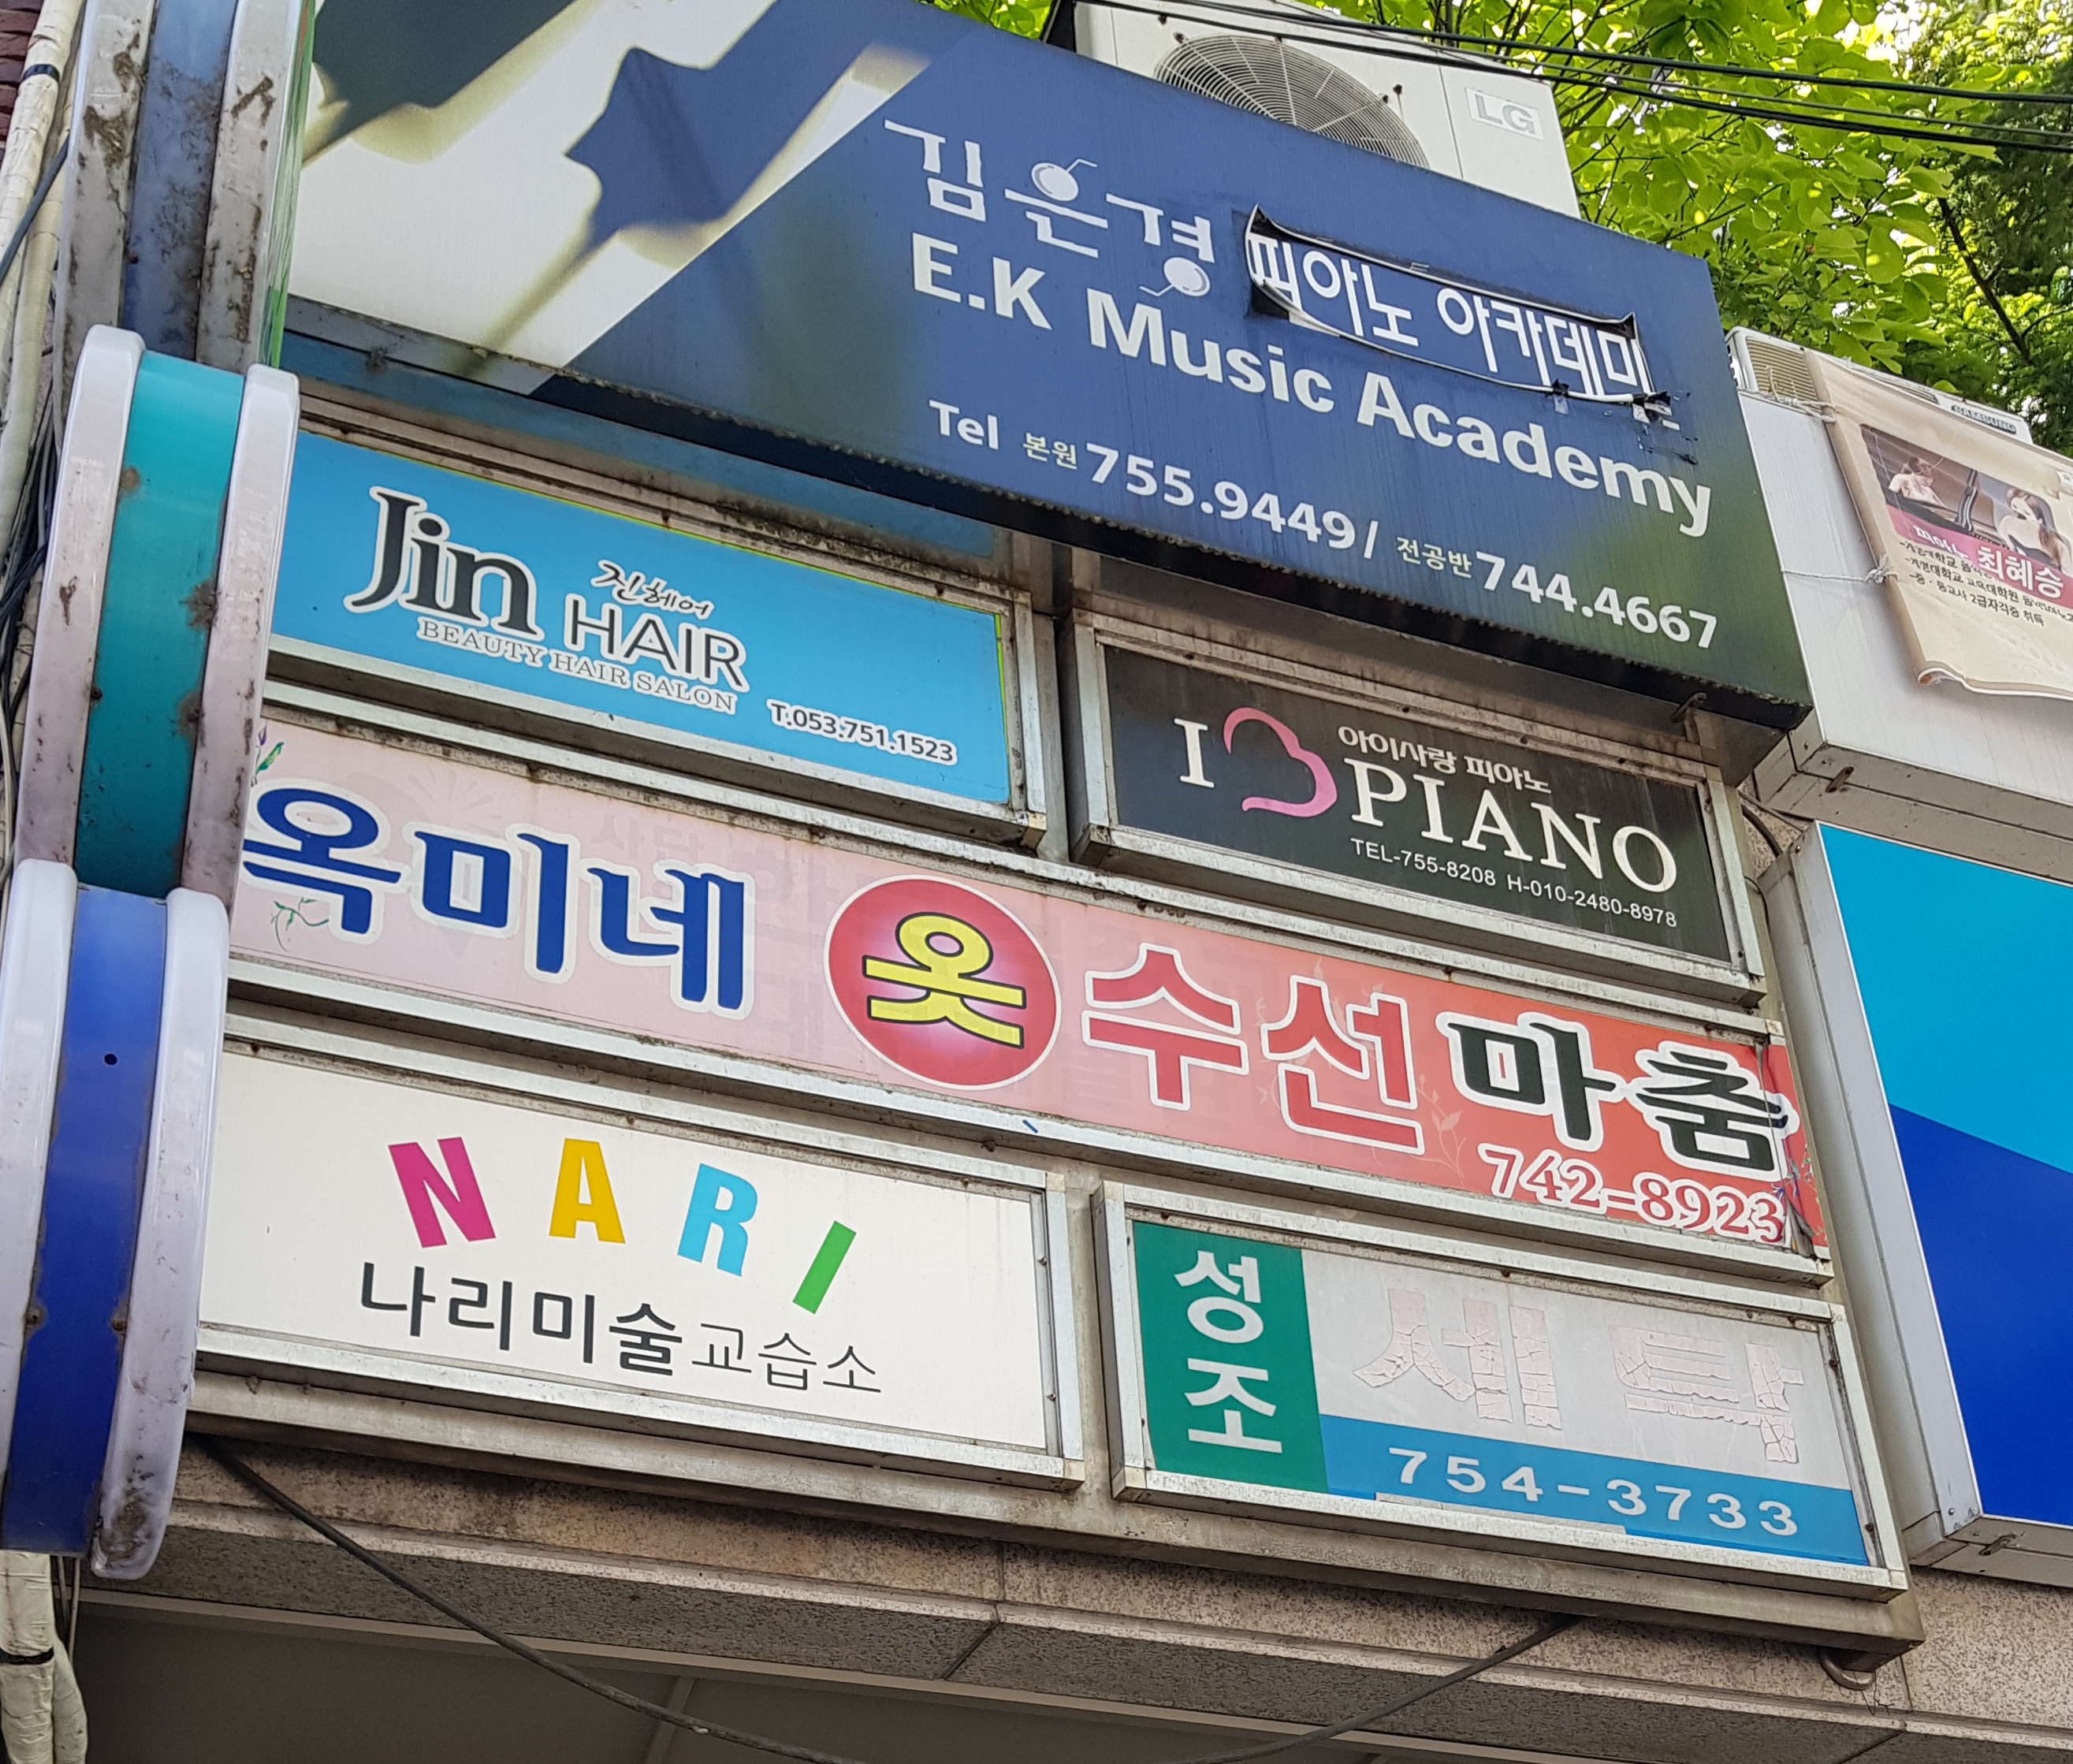 LG
김은경 피아노 아카데미
E.K Music Academy
Tel 본원 755.9449 / 전공반 744.4667
SAMSUNG
피아노 최혜승
Jin 진헤어 HAIR
BEAUTY HAIR SALON
T.053.751.1523
I 아이사랑 피아노
PIANO
TEL-755-8208 H-010-2480-8978
옥미네 옷수선마춤
742-8923
NARI
나리미술교습소
성조 세탁
754-3733